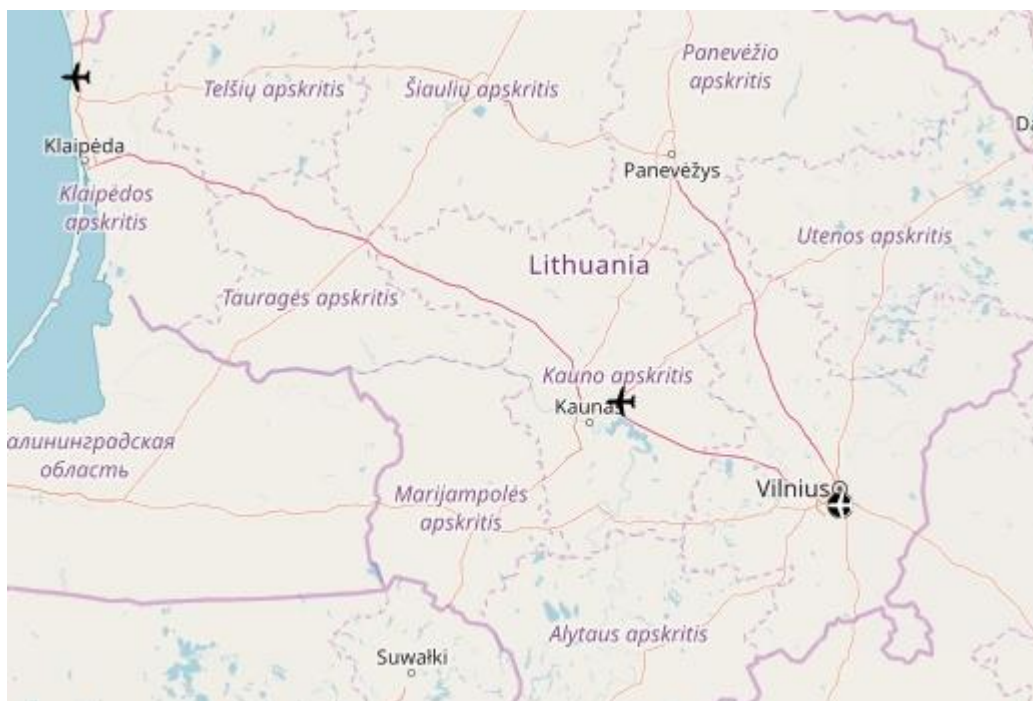 Panevėžio
apskritis
Telšių apskritis
Šiaulių apskritis
Klaipėda
Panevėžys
Klaipėdos
apskritis
Utenos apskritis
Lithuania
Tauragės apskritis
Kauno apskritis
Kaunas
алининградская
область
Marijampolės
apskritis
Vilnius
Alytaus apskritis
Suwałki